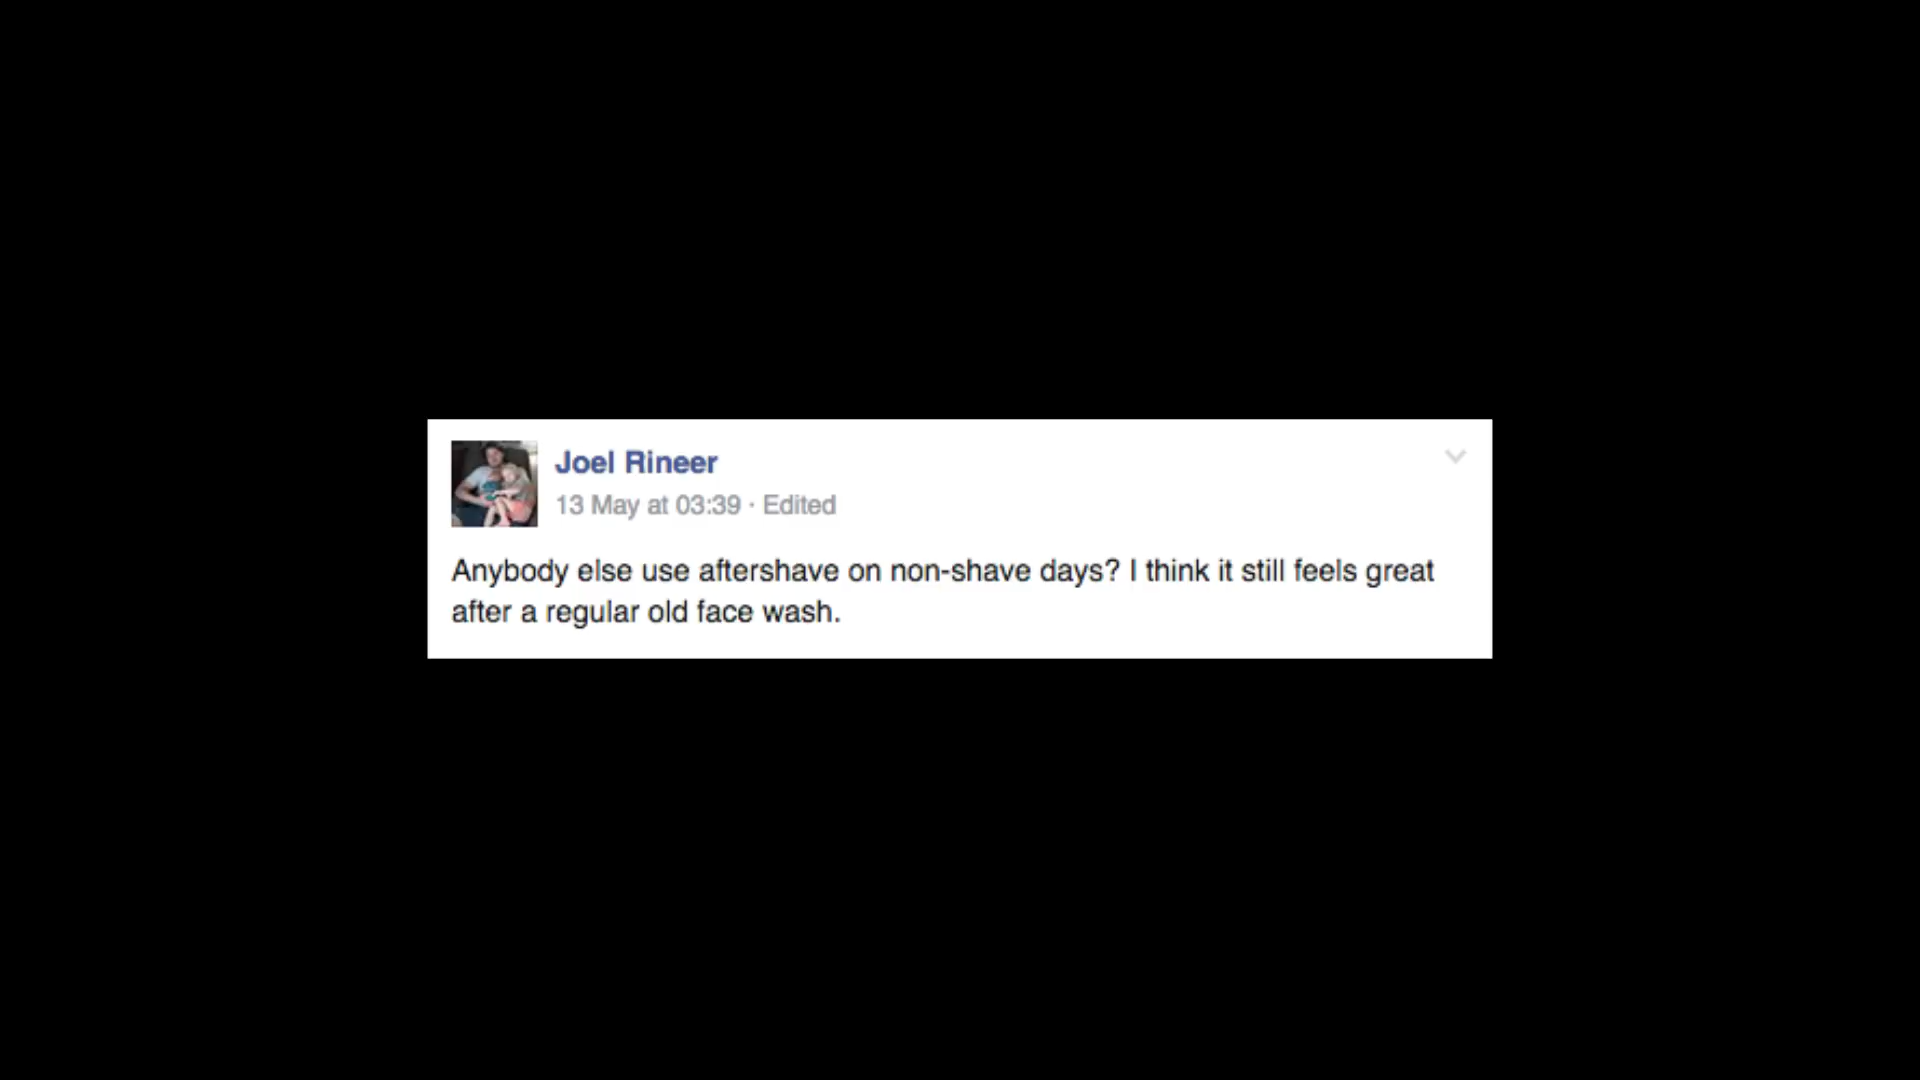 Joel Rineer
13 May at 03:39 · Edited
Anybody else use aftershave on non-shave days? I think it still feels great
after a regular old face wash.